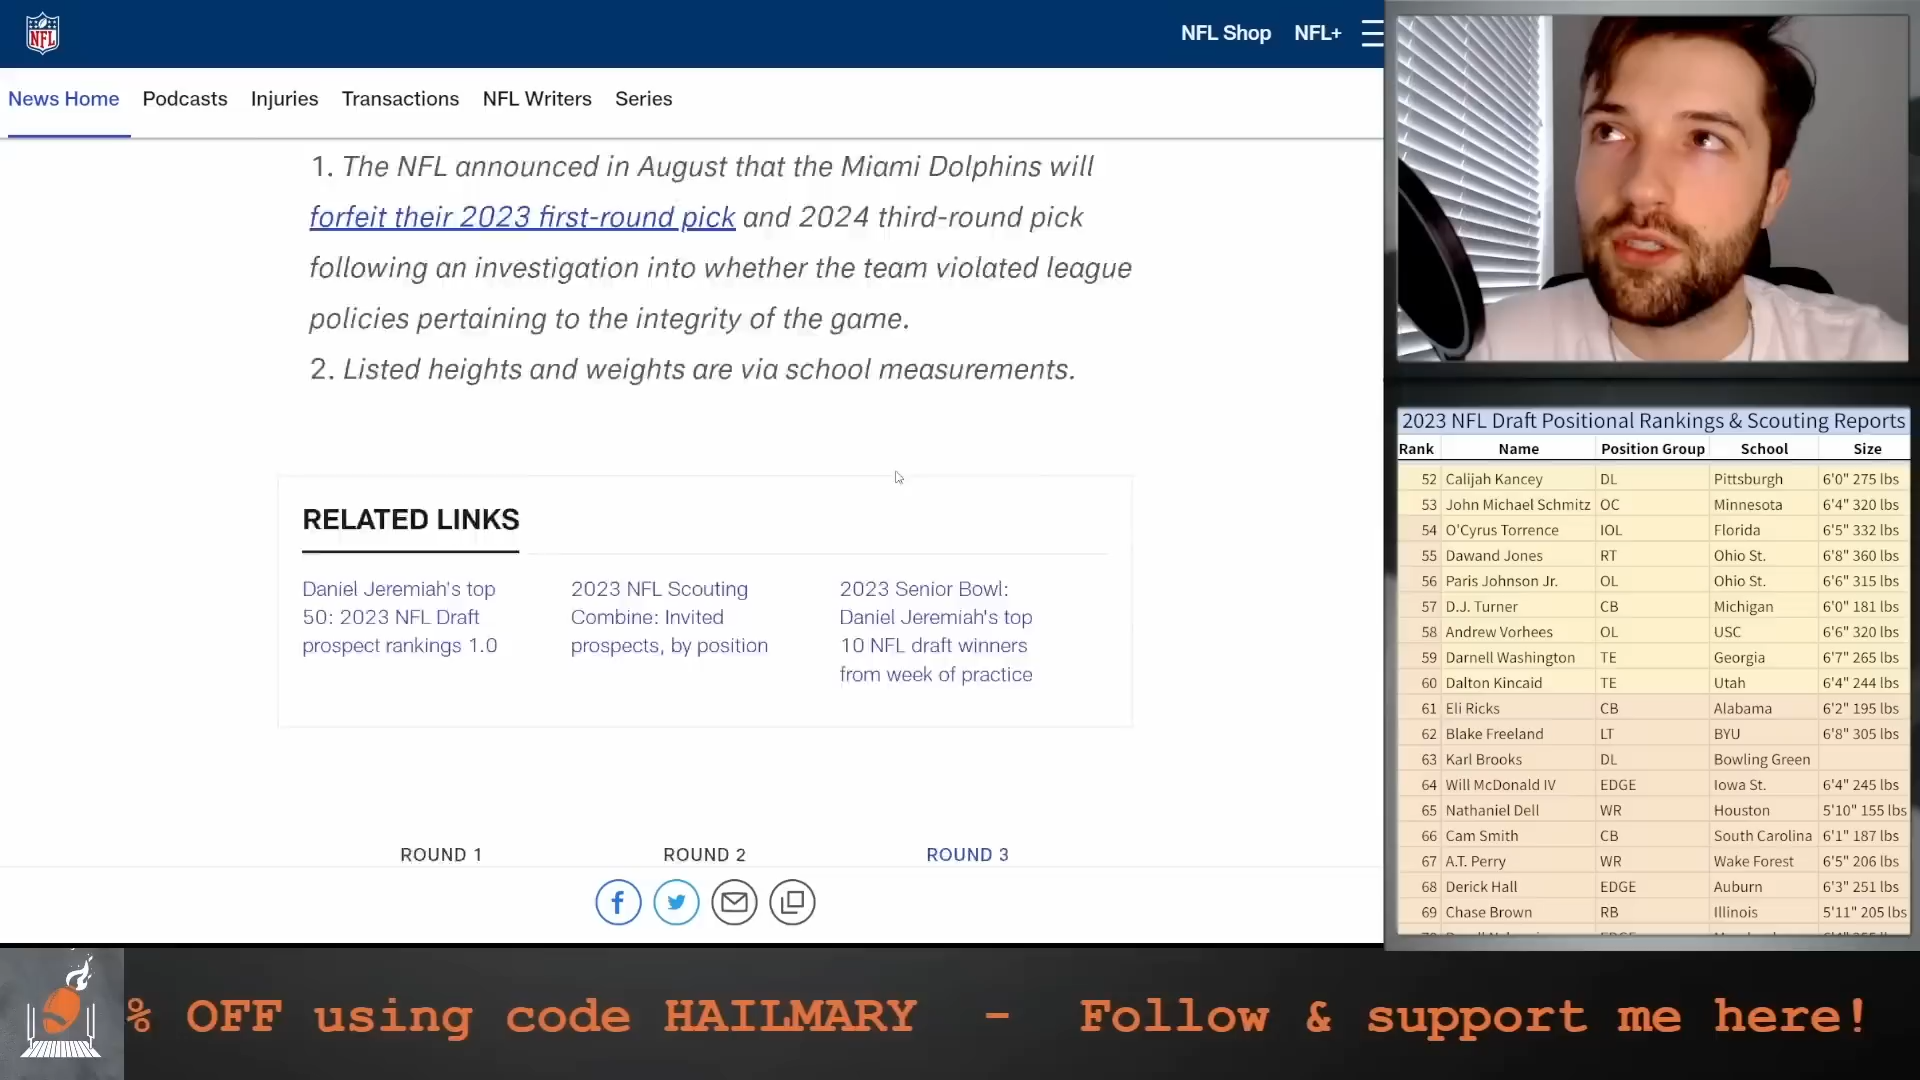 NFL
NFL Shop NFL+
News Home Podcasts Injuries Transactions NFL Writers Series
1. The NFL announced in August that the Miami Dolphins will
forfeit their 2023 first-round pick and 2024 third-round pick
following an investigation into whether the team violated league
policies pertaining to the integrity of the game.
2. Listed heights and weights are via school measurements.
RELATED LINKS
Daniel Jeremiah's top
50: 2023 NFL Draft
prospect rankings 1.0
2023 NFL Scouting
Combine: Invited
prospects, by position
2023 Senior Bowl:
Daniel Jeremiah's top
10 NFL draft winners
from week of practice
ROUND 1 ROUND 2 ROUND 3
2023 NFL Draft Positional Rankings & Scouting Reports
Rank Name Position Group School Size
52 Calijah Kancey DL Pittsburgh 6'0" 275 lbs
53 John Michael Schmitz OC Minnesota 6'4" 320 lbs
54 O'Cyrus Torrence IOL Florida 6'5" 332 lbs
55 Dawand Jones RT Ohio St. 6'8" 360 lbs
56 Paris Johnson Jr. OL Ohio St. 6'6" 315 lbs
57 D.J. Turner CB Michigan 6'0" 181 lbs
58 Andrew Vorhees OL USC 6'6" 320 lbs
59 Darnell Washington TE Georgia 6'7" 265 lbs
60 Dalton Kincaid TE Utah 6'4" 244 lbs
61 Eli Ricks CB Alabama 6'2" 195 lbs
62 Blake Freeland LT BYU 6'8" 305 lbs
63 Karl Brooks DL Bowling Green
64 Will McDonald IV EDGE Iowa St. 6'4" 245 lbs
65 Nathaniel Dell WR Houston 5'10" 155 lbs
66 Cam Smith CB South Carolina 6'1" 187 lbs
67 A.T. Perry WR Wake Forest 6'5" 206 lbs
68 Derick Hall EDGE Auburn 6'3" 251 lbs
69 Chase Brown RB Illinois 5'11" 205 lbs
% OFF using code HAILMARY - Follow & support me here!